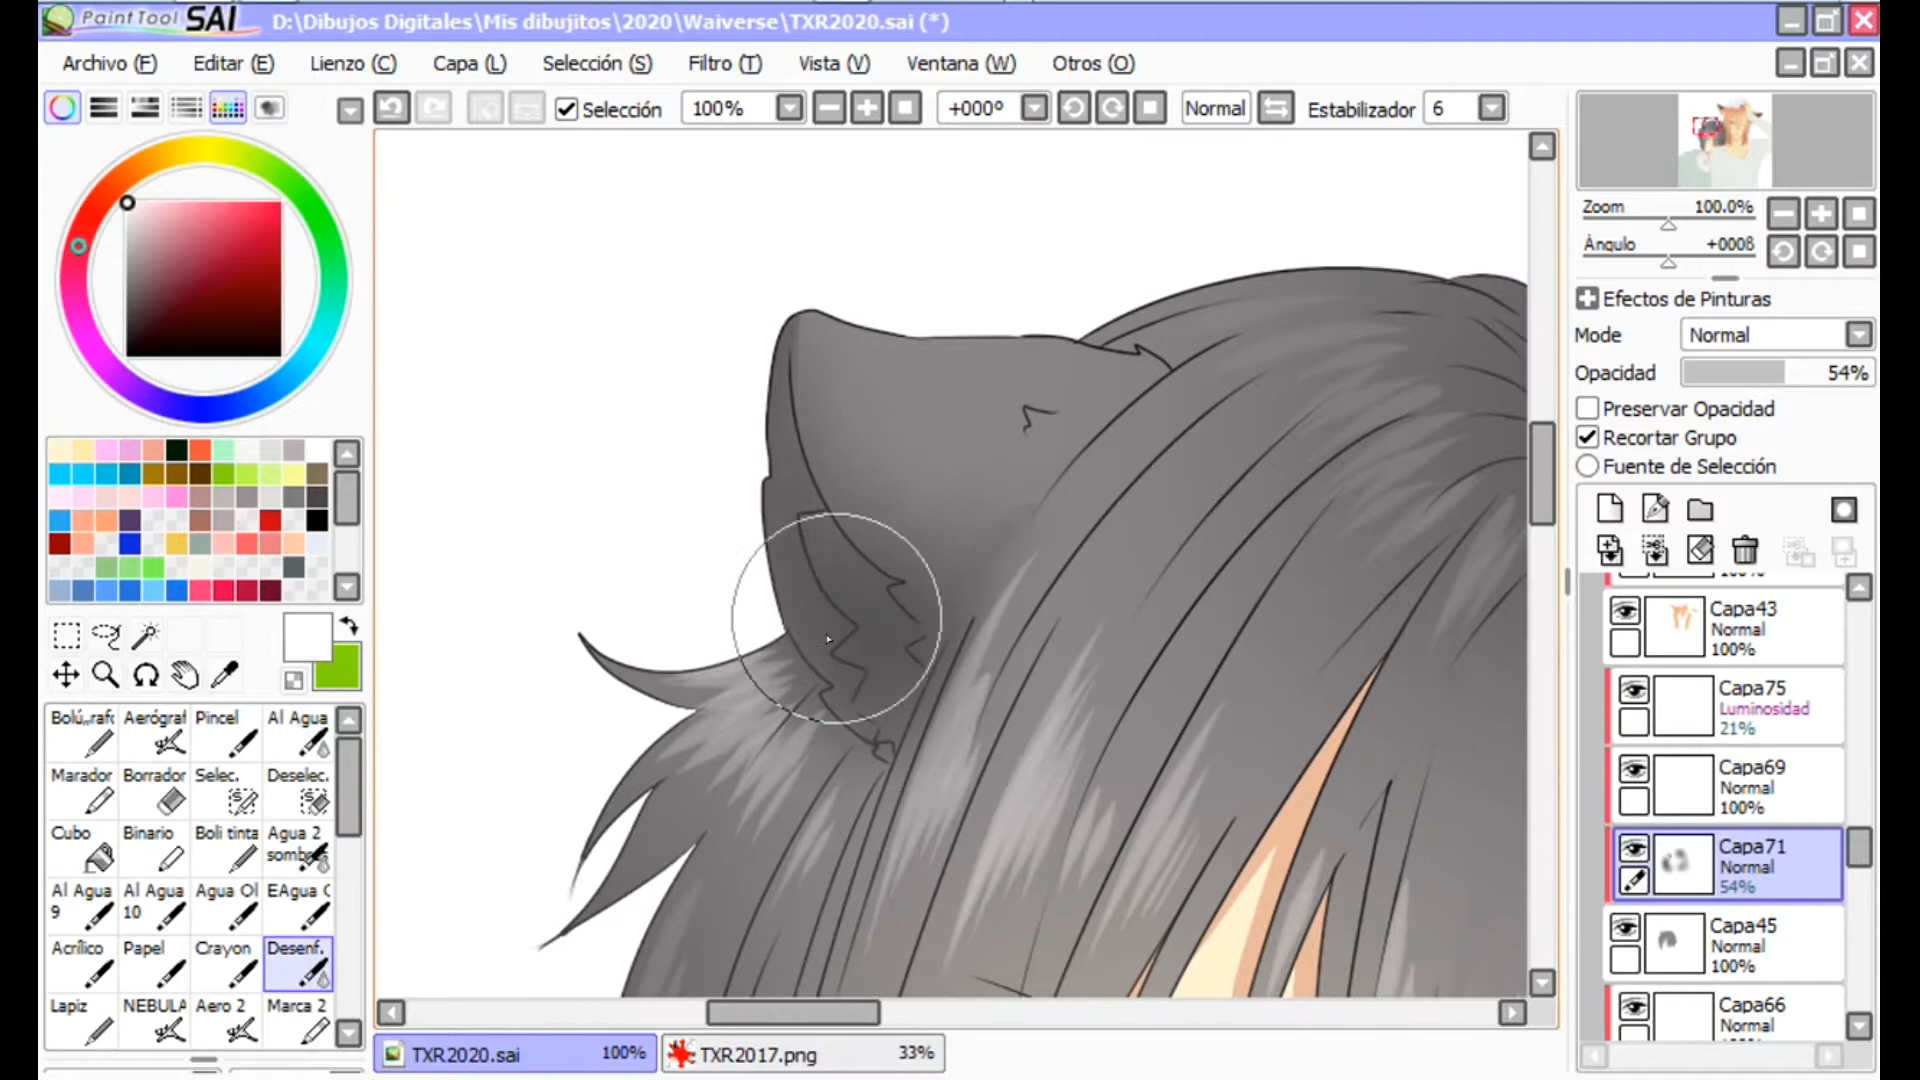 PaintTool SAI D:\Dibujos Digitales\Mis dibujitos\2020\Waiverse\TXR2020.sai (*)
Archivo (F) Editar (E) Lienzo (C) Capa (L) Selección (S) Filtro (T) Vista (V) Ventana (W) Otros (O)
Selección 100% +000º Normal Estabilizador 6
Zoom 100.0%
Ángulo +000ß
Efectos de Pinturas
Mode Normal
Opacidad 54%
Preservar Opacidad
Recortar Grupo
Fuente de Selección
Capa43
Normal
100%
Capa75
Luminosidad
21%
Capa69
Normal
100%
Capa71
Normal
54%
Capa45
Normal
100%
Capa66
Normal
Aerógraf Pincel Al Agua
Marador Borrador Selec. Deselec.
Cubo Binario Boli tinta Agua 2
Al Agua 9 Al Agua 10 Agua Ol EAgua C
Acrílico Papel Crayon Desenf.
Lapiz NEBULA Aero 2 Marca 2
TXR2020.sai 100% TXR2017.png 33%